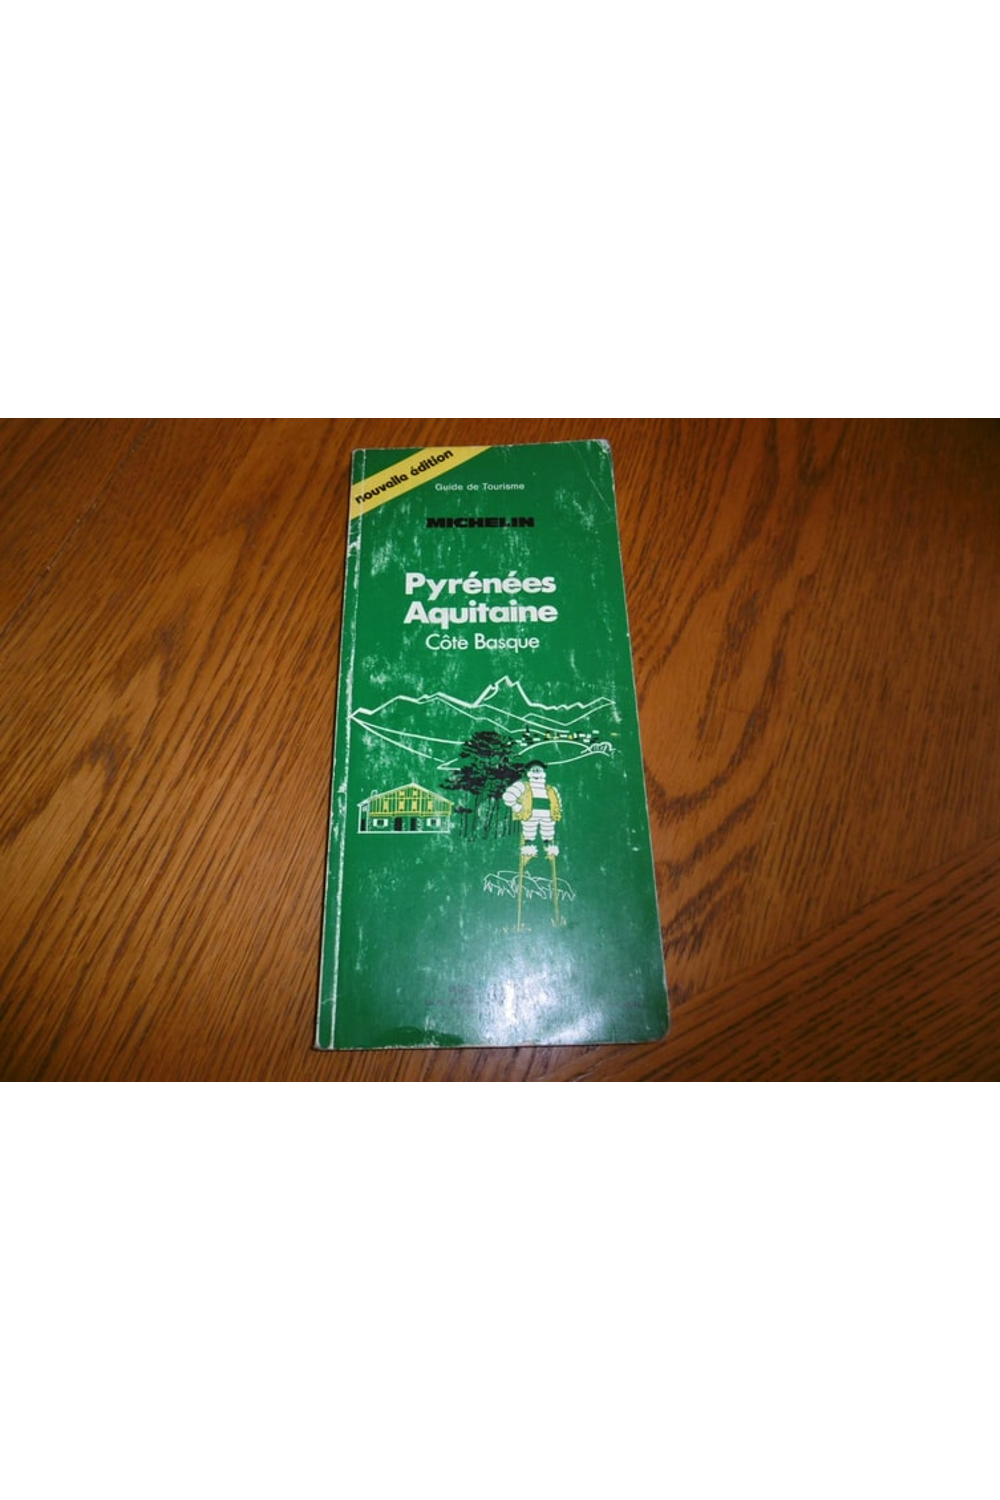 nouvelle édition
Guide de Tourisme
MICHELIN
Pyrénées
Aquitaine
Côte Basque